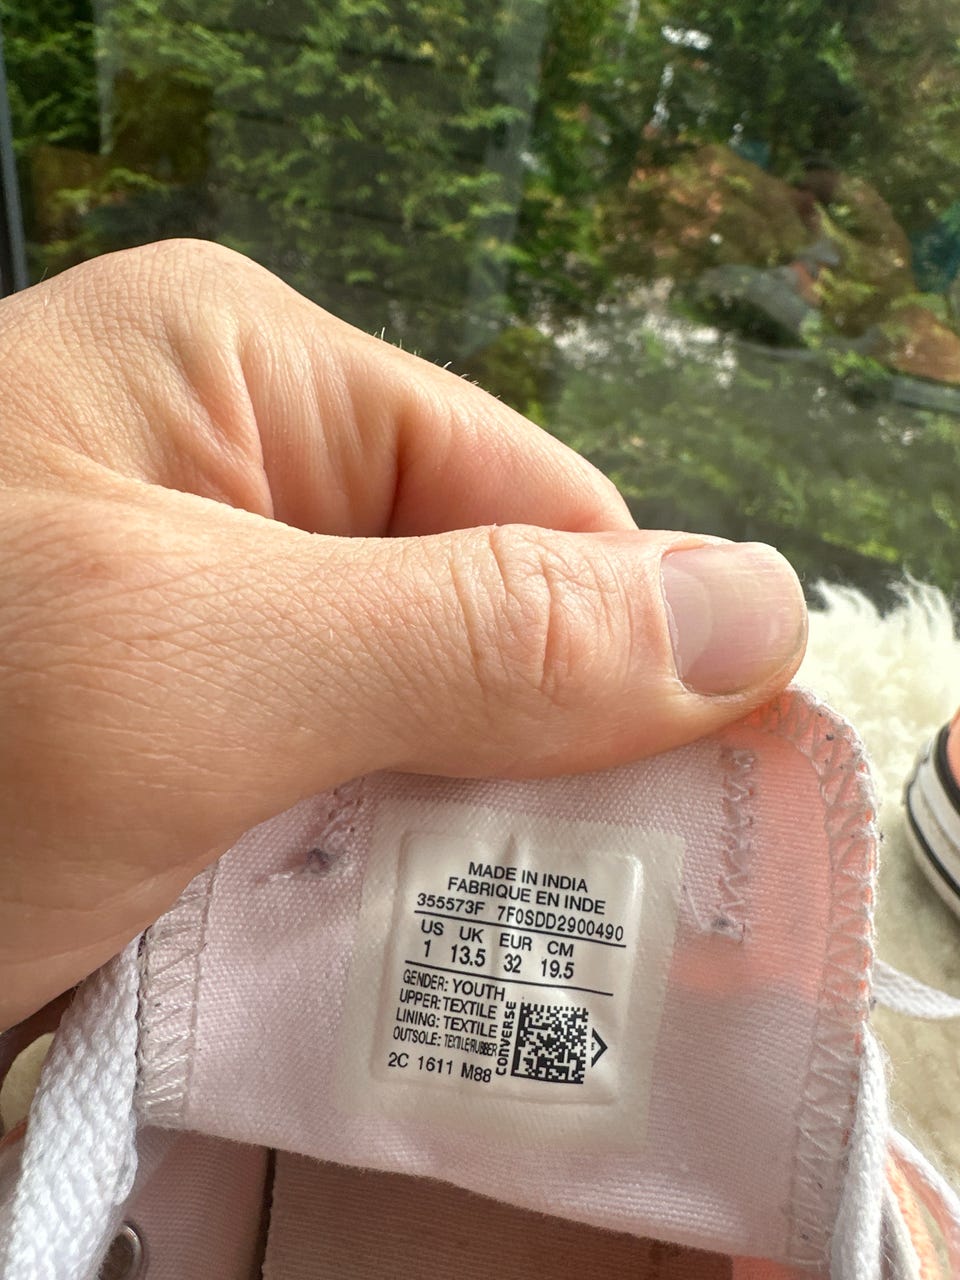 MADE IN INDIA
FABRIQUE EN INDE
355573F 7F0SDD2900490
US UK EUR CM
1 13.5 32 19.5
GENDER: YOUTH
UPPER: TEXTILE
LINING: TEXTILE
OUTSOLE: TEXTILE/RUBBER
CONVERSE
2C 1611 M88